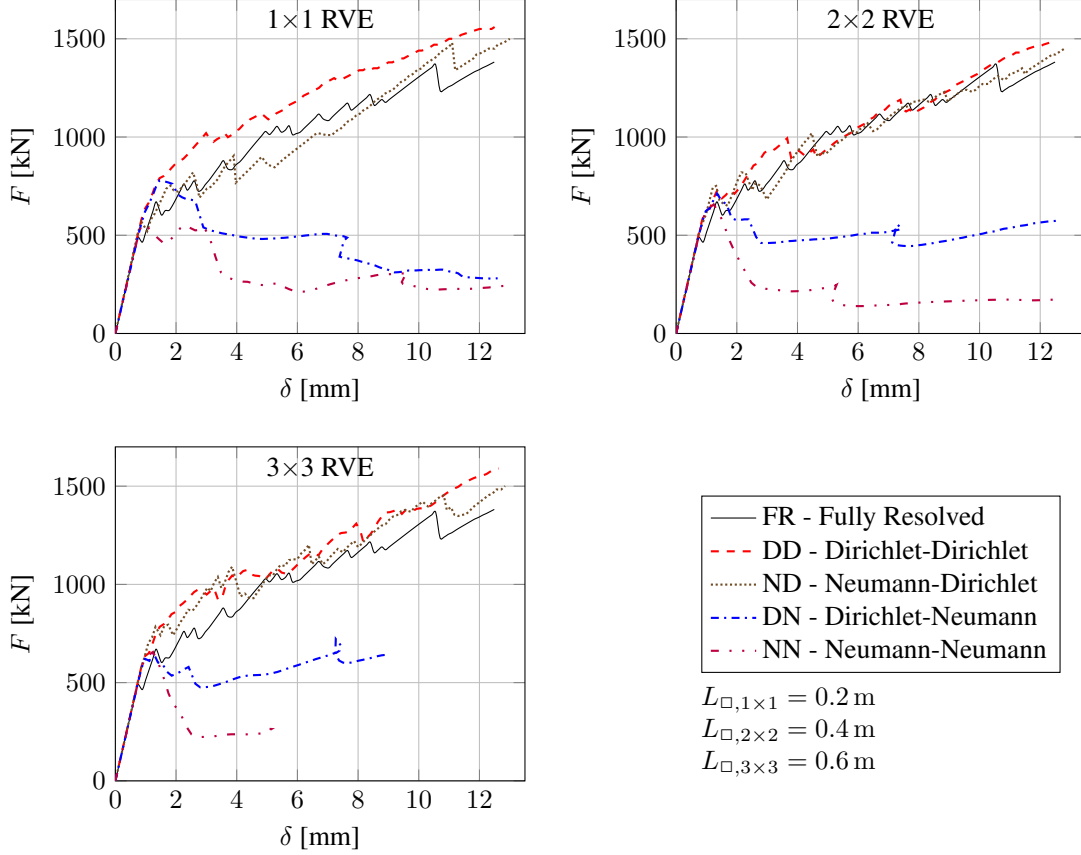 1×1 RVE
1500
1000
500
0
F [kN]
0 2 4 6 8 10 12
δ [mm]
2×2 RVE
1500
1000
500
0
F [kN]
0 2 4 6 8 10 12
δ [mm]
3×3 RVE
1500
1000
500
0
F [kN]
0 2 4 6 8 10 12
δ [mm]
FR - Fully Resolved
DD - Dirichlet-Dirichlet
ND - Neumann-Dirichlet
DN - Dirichlet-Neumann
NN - Neumann-Neumann
L□,1×1 = 0.2 m
L□,2×2 = 0.4 m
L□,3×3 = 0.6 m